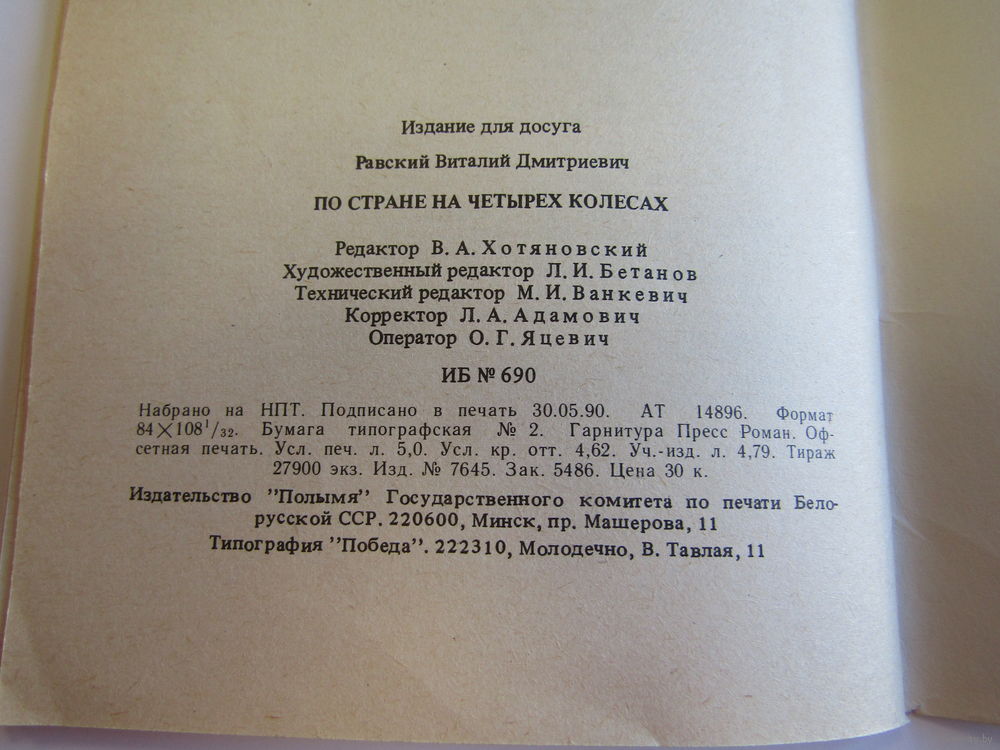 Издание для досуга
Равский Виталий Дмитриевич
ПО СТРАНЕ НА ЧЕТЫРЕХ КОЛЕСАХ
Редактор В. А. Хотяновский
Художественный редактор Л. И. Бетанов
Технический редактор М. И. Ванкевич
Корректор Л. А. Адамович
Оператор О. Г. Яцевич
ИБ № 690
Набрано на НПТ. Подписано в печать 30.05.90. АТ 14896. Формат
84×108¹/₃₂. Бумага типографская № 2. Гарнитура Пресс Роман. Оф-
сетная печать. Усл. печ. л. 5,0. Усл. кр. отт. 4,62. Уч.-изд. л. 4,79. Тираж
27900 экз. Изд. № 7645. Зак. 5486. Цена 30 к.
Издательство "Полымя" Государственного комитета по печати Бело-
русской ССР. 220600, Минск, пр. Машерова, 11
Типография "Победа". 222310, Молодечно, В. Тавлая, 11